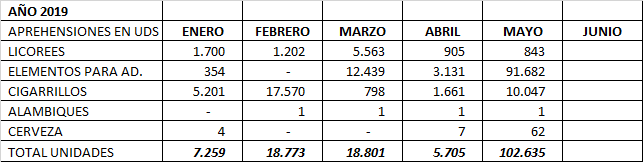 AÑO 2019
APREHENSIONES EN UDS ENERO FEBRERO MARZO ABRIL MAYO JUNIO
LICOREES 1.700 1.202 5.563 905 843
ELEMENTOS PARA AD. 354 - 12.439 3.131 91.682
CIGARRILLOS 5.201 17.570 798 1.661 10.047
ALAMBIQUES - 1 1 1 1
CERVEZA 4 - - 7 62
TOTAL UNIDADES 7.259 18.773 18.801 5.705 102.635